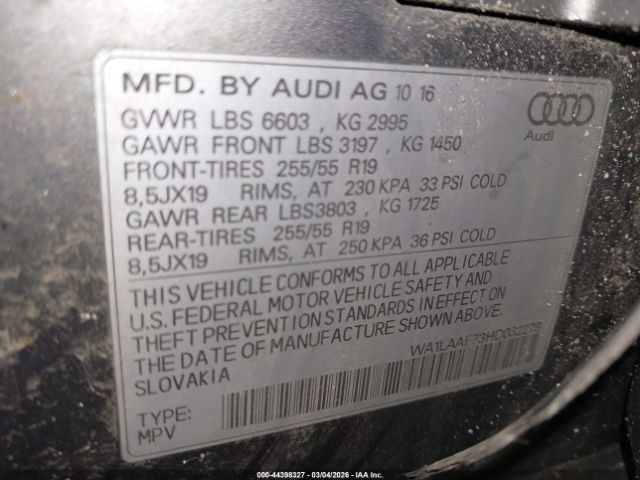 MFD. BY AUDI AG 10 16
GVWR LBS 6603 , KG 2995
GAWR FRONT LBS 3197 , KG 1450
FRONT-TIRES 255/55 R19
8,5JX19 RIMS, AT 230 KPA 33 PSI COLD
GAWR REAR LBS3803 , KG 1725
REAR-TIRES 255/55 R19
8,5JX19 RIMS, AT 250 KPA 36 PSI COLD
Audi
THIS VEHICLE CONFORMS TO ALL APPLICABLE
U.S. FEDERAL MOTOR VEHICLE SAFETY AND
THEFT PREVENTION STANDARDS IN EFFECT ON
THE DATE OF MANUFACTURE SHOWN ABOVE.
SLOVAKIA
WA1LAAF73HD032279
TYPE:
MPV
000-44398327 - 03/04/2026 - IAA Inc.